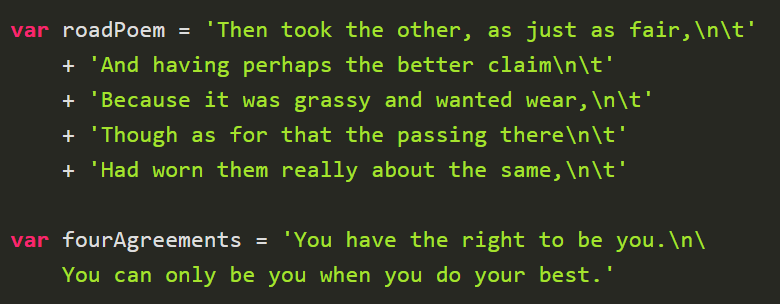 var roadPoem = 'Then took the other, as just as fair,\n\t'
    + 'And having perhaps the better claim\n\t'
    + 'Because it was grassy and wanted wear,\n\t'
    + 'Though as for that the passing there\n\t'
    + 'Had worn them really about the same,\n\t'

var fourAgreements = 'You have the right to be you.\n\
    You can only be you when you do your best.'